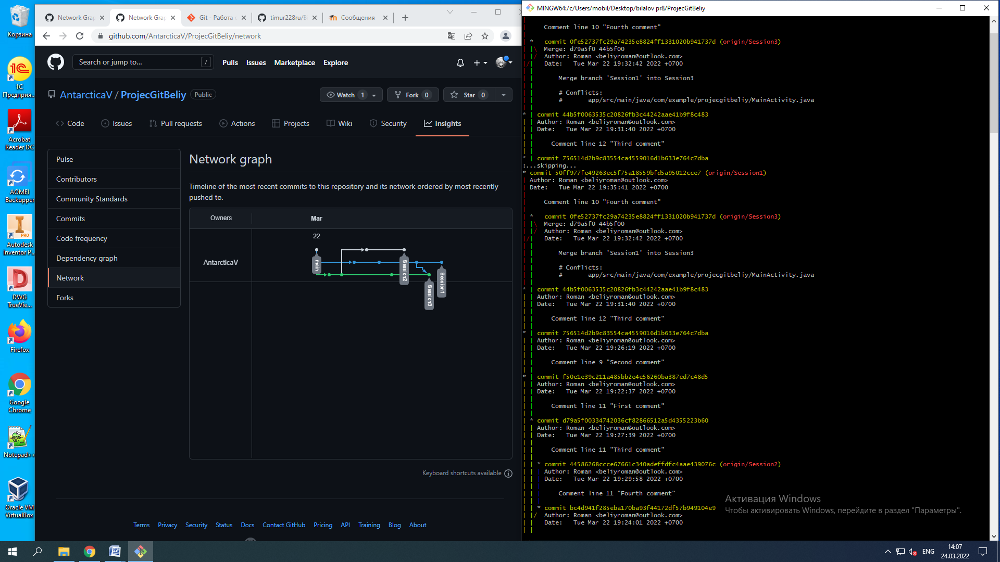 Корзина
1C
Предприя...
Acrobat
Reader DC
AOMEI
Backupper
PRO
Autodesk
Inventor P...
DWG
TrueVie...
Firefox
Google
Chrome
Notepad++
Oracle VM
VirtualBox
Network Gra
Network Gra
Git - Работа
timur228ru/B
Сообщения
github.com/AntarcticaV/ProjecGitBeliy/network
Search or jump to...
/
Pulls
Issues
Marketplace
Explore
AntarcticaV / ProjecGitBeliy
Public
Watch 1
Fork 0
Star 0
Code
Issues
Pull requests
Actions
Projects
Wiki
Security
Insights
Pulse
Contributors
Community Standards
Commits
Code frequency
Dependency graph
Network
Forks
Network graph
Timeline of the most recent commits to this repository and its network ordered by most recently
pushed to.
Owners
Mar
22
AntarcticaV
main
Session2
Session1
Session3
Keyboard shortcuts available
Terms
Privacy
Security
Status
Docs
Contact GitHub
Pricing
API
Training
Blog
About
MINGW64:/c/Users/mobil/Desktop/bilalov pr8/ProjecGitBeliy
Comment line 10 "Fourth comment"
* commit 0fe52737fc29a74235e8824ff1331020b941737d (origin/Session3)
|\ Merge: d79a5f0 44b5f00
|/ Author: Roman <beliyroman@outlook.com>
|/| Date: Tue Mar 22 19:32:42 2022 +0700
Merge branch 'Session1' into Session3
# Conflicts:
# app/src/main/java/com/example/projecgitbeliy/MainActivity.java
* | commit 44b5f0063535c20826fb3c44242aae41b9f8c483
| | Author: Roman <beliyroman@outlook.com>
| | Date: Tue Mar 22 19:31:40 2022 +0700
| | Comment line 12 "Third comment"
* | commit 756514d2b9c83554ca4559016d1b633e764c7dba
:...skipping...
* commit 50ff977fe49263ec5f75a18559bfd5a95012cce7 (origin/Session1)
| Author: Roman <beliyroman@outlook.com>
| Date: Tue Mar 22 19:35:41 2022 +0700
| Comment line 10 "Fourth comment"
| * commit 0fe52737fc29a74235e8824ff1331020b941737d (origin/Session3)
| |\ Merge: d79a5f0 44b5f00
| |/ Author: Roman <beliyroman@outlook.com>
|/| Date: Tue Mar 22 19:32:42 2022 +0700
| | Merge branch 'Session1' into Session3
| | # Conflicts:
| | # app/src/main/java/com/example/projecgitbeliy/MainActivity.java
* | commit 44b5f0063535c20826fb3c44242aae41b9f8c483
| | Author: Roman <beliyroman@outlook.com>
| | Date: Tue Mar 22 19:31:40 2022 +0700
| | Comment line 12 "Third comment"
* | commit 756514d2b9c83554ca4559016d1b633e764c7dba
| | Author: Roman <beliyroman@outlook.com>
| | Date: Tue Mar 22 19:26:19 2022 +0700
| | Comment line 9 "Second comment"
* | commit f50e1e39c211a485bb2e4e56260ba387ed7c48d5
| | Author: Roman <beliyroman@outlook.com>
| | Date: Tue Mar 22 19:22:37 2022 +0700
| | Comment line 11 "First comment"
| * commit d79a5f00334742036cf82866512a5d4355223b60
| | Author: Roman <beliyroman@outlook.com>
| | Date: Tue Mar 22 19:27:39 2022 +0700
| | Comment line 11 "Third comment"
| | * commit 44586268ccce67661c340adeffdfc4aae439076c (origin/Session2)
| | | Author: Roman <beliyroman@outlook.com>
| | | Date: Tue Mar 22 19:29:58 2022 +0700
| | | Comment line 11 "Fourth comment"
| | * commit bc4d941f285eba170ba93f44172df57b949104e9
| |/ Author: Roman <beliyroman@outlook.com>
| | Date: Tue Mar 22 19:24:01 2022 +0700
Активация Windows
Чтобы активировать Windows, перейдите в раздел "Параметры".
ENG
14:07
24.03.2022